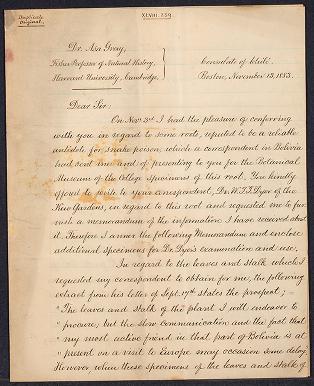 Duplicate
Original.
XLVIII. 259
Dr. Asa Gray,
Fisher Professor of Natural History,
Harvard University, Cambridge.
Consulate of Chile.
Boston, November 13, 1883.
Dear Sir:
On Nov. 3rd I had the pleasure of conferring
with you in regard to some roots, reputed to be a reliable
antidote for snake poison, which a correspondent in Bolivia
had sent me and of presenting to you for the Botanical
Museum of the College specimens of this root. You kindly
offered to write to your correspondent, Dr. W.T.T. Dyer of the
Kew Gardens, in regard to this root and requested me to fur-
nish a memorandum of the information I have received about
it. Therefore I annex the following Memorandum and enclose
additional specimens for Dr. Dyer's examination and use.
In regard to the leaves and stalk which I
requested my correspondent to obtain for me, the following
extract from his letter of Sept. 17th states the prospect; -
"The leaves and stalk of the plant I will endeavor to
"procure, but the slow communication and the fact that
"my most active friend in that part of Bolivia is at
"present on a visit to Europe may occasion some delay.
However when these specimens of the leaves and stalk of